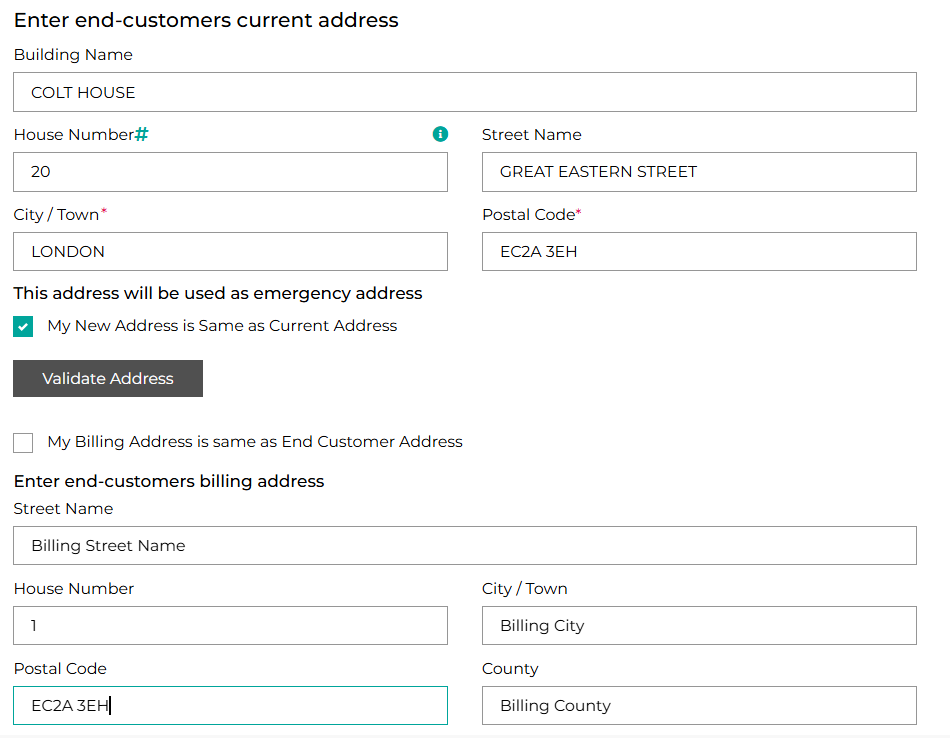 Enter end-customers current address
Building Name
COLT HOUSE
House Number#
Street Name
20
GREAT EASTERN STREET
City / Town*
Postal Code*
LONDON
EC2A 3EH
This address will be used as emergency address
My New Address is Same as Current Address
Validate Address
My Billing Address is same as End Customer Address
Enter end-customers billing address
Street Name
Billing Street Name
House Number
City / Town
1
Billing City
Postal Code
County
EC2A 3EH
Billing County